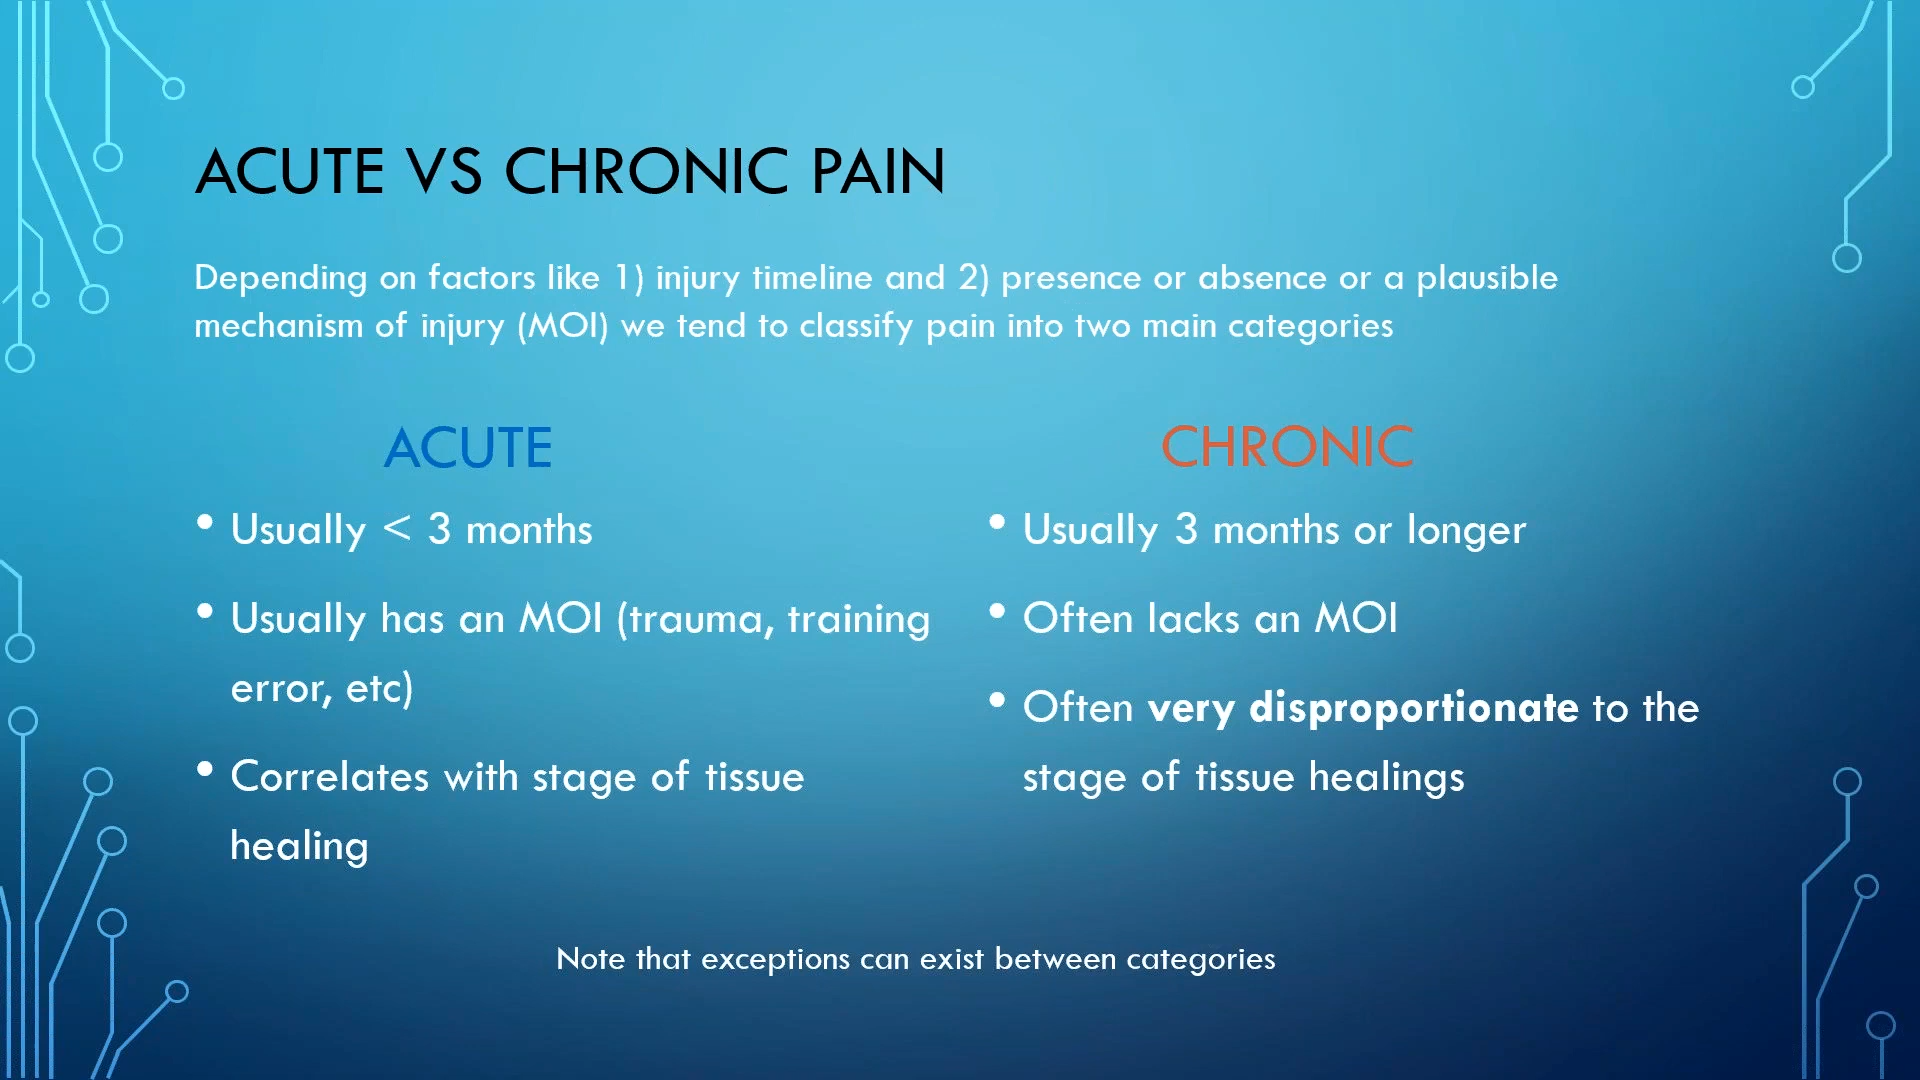 ACUTE VS CHRONIC PAIN
Depending on factors like 1) injury timeline and 2) presence or absence or a plausible
mechanism of injury (MOI) we tend to classify pain into two main categories
ACUTE
• Usually < 3 months
• Usually has an MOI (trauma, training
error, etc)
• Correlates with stage of tissue
healing
CHRONIC
• Usually 3 months or longer
• Often lacks an MOI
• Often very disproportionate to the
stage of tissue healings
Note that exceptions can exist between categories